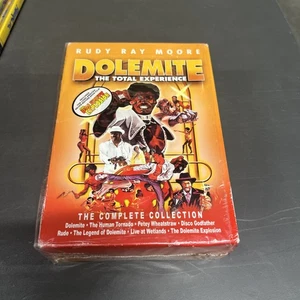 RUDY RAY MOORE
DOLEMITE
THE TOTAL EXPERIENCE
THE COMPLETE COLLECTION
Dolemite • The Human Tornado • Petey Wheatstraw • Disco Godfather
Rude • The Legend of Dolemite • Live at Wetlands • The Dolemite Explosion